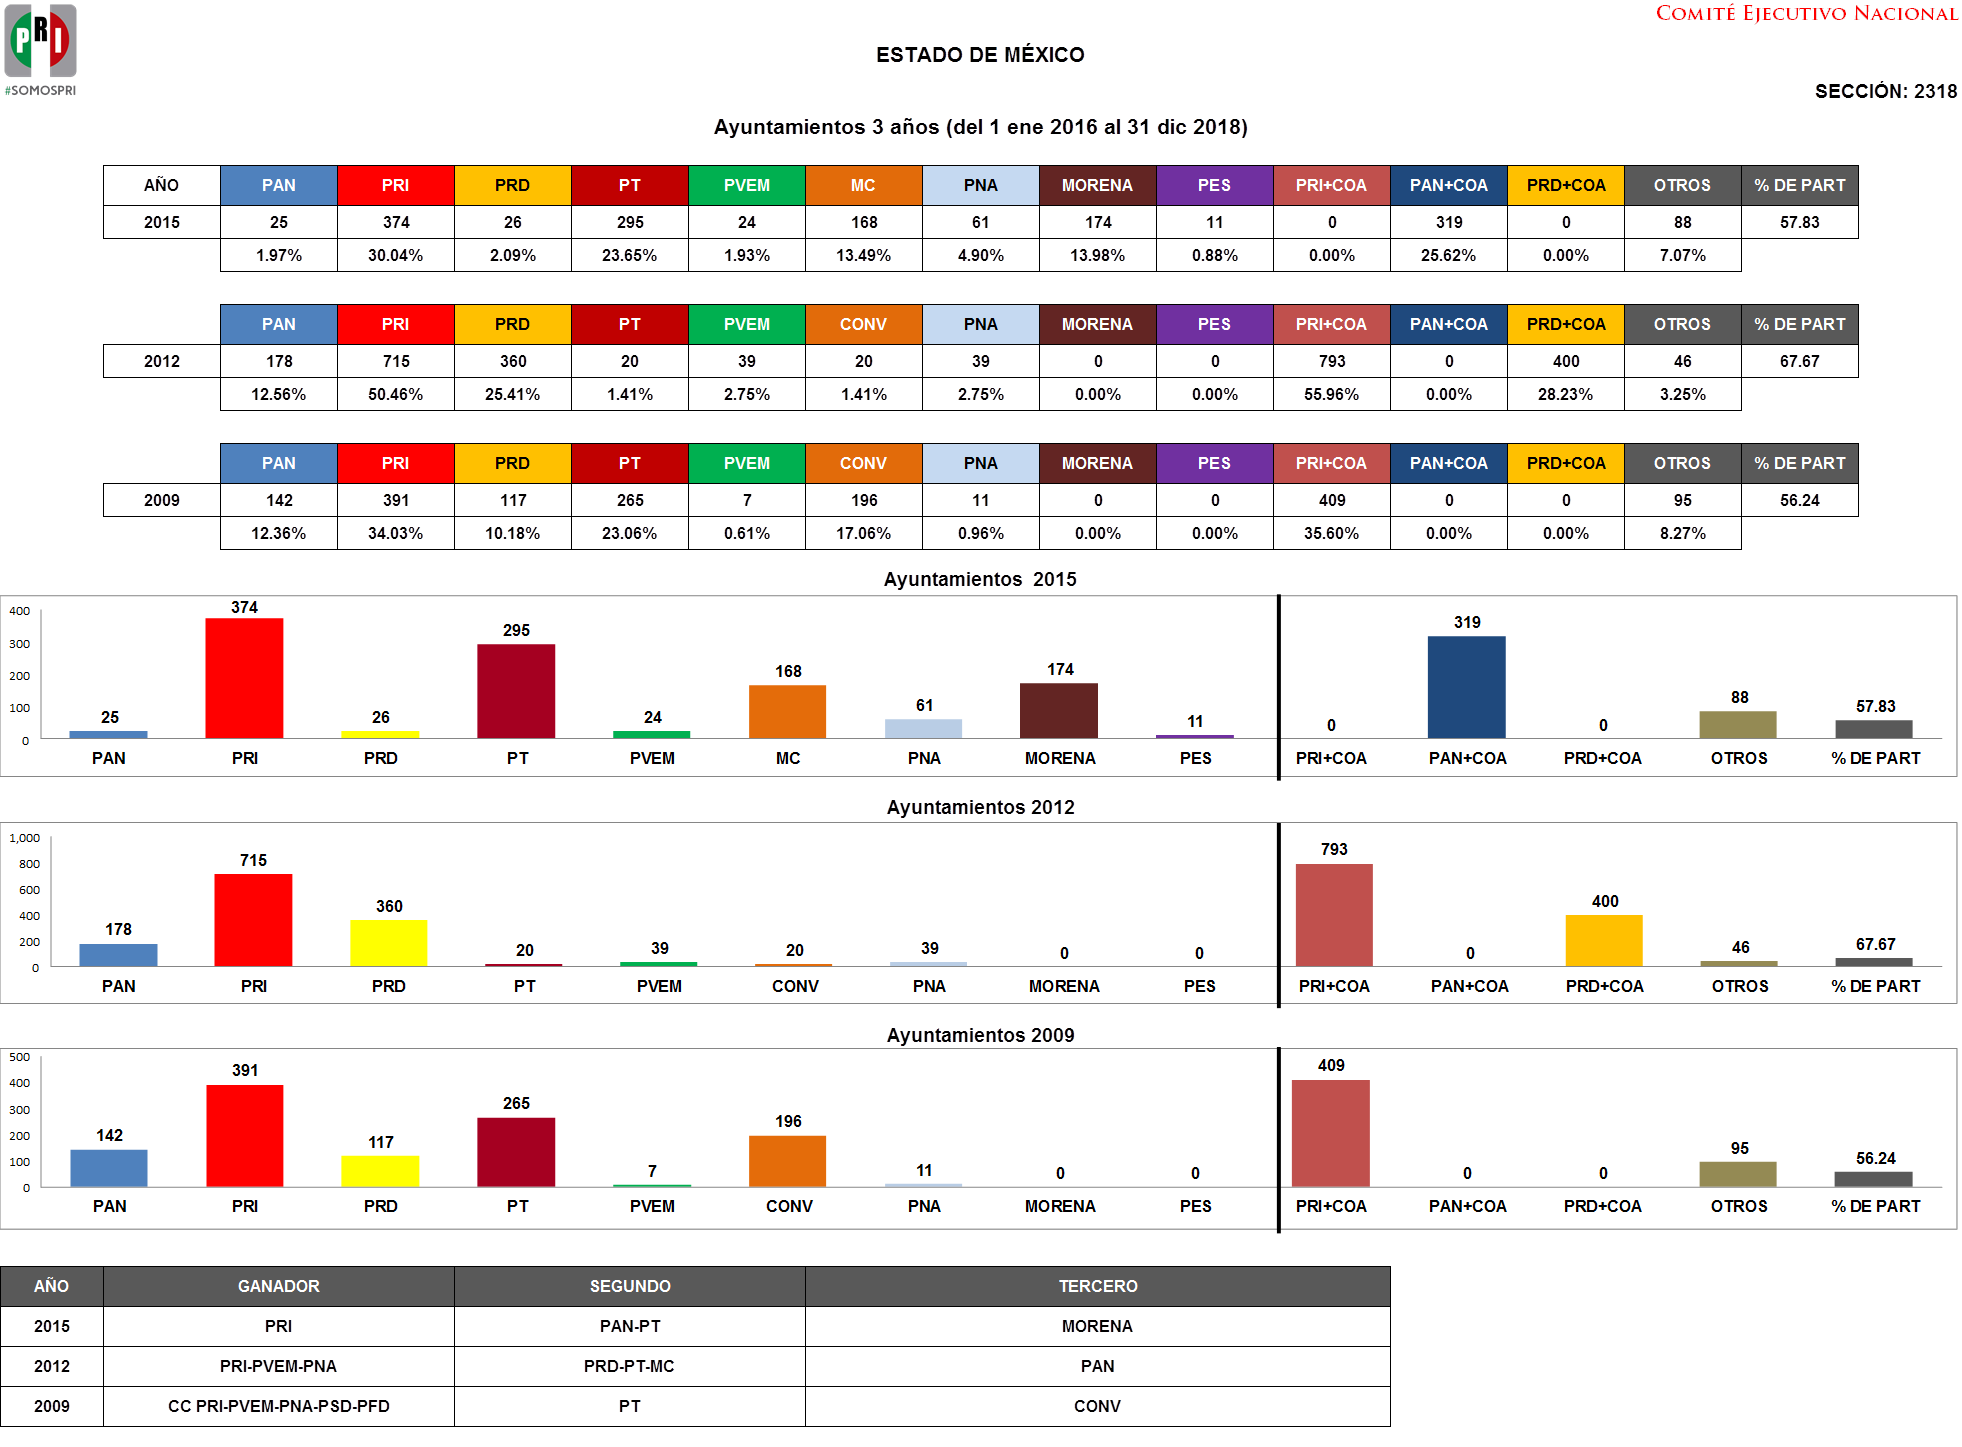 PRI
#SOMOSPRI
COMITÉ EJECUTIVO NACIONAL
ESTADO DE MÉXICO
SECCIÓN: 2318
Ayuntamientos 3 años (del 1 ene 2016 al 31 dic 2018)
AÑO PAN PRI PRD PT PVEM MC PNA MORENA PES PRI+COA PAN+COA PRD+COA OTROS % DE PART
2015 25 374 26 295 24 168 61 174 11 0 319 0 88 57.83
1.97% 30.04% 2.09% 23.65% 1.93% 13.49% 4.90% 13.98% 0.88% 0.00% 25.62% 0.00% 7.07%
PAN PRI PRD PT PVEM CONV PNA MORENA PES PRI+COA PAN+COA PRD+COA OTROS % DE PART
2012 178 715 360 20 39 20 39 0 0 793 0 400 46 67.67
12.56% 50.46% 25.41% 1.41% 2.75% 1.41% 2.75% 0.00% 0.00% 55.96% 0.00% 28.23% 3.25%
PAN PRI PRD PT PVEM CONV PNA MORENA PES PRI+COA PAN+COA PRD+COA OTROS % DE PART
2009 142 391 117 265 7 196 11 0 0 409 0 0 95 56.24
12.36% 34.03% 10.18% 23.06% 0.61% 17.06% 0.96% 0.00% 0.00% 35.60% 0.00% 0.00% 8.27%
Ayuntamientos 2015
400
300
200
100
0
25 374 26 295 24 168 61 174 11 0 319 0 88 57.83
PAN PRI PRD PT PVEM MC PNA MORENA PES PRI+COA PAN+COA PRD+COA OTROS % DE PART
Ayuntamientos 2012
1,000
800
600
400
200
0
178 715 360 20 39 20 39 0 0 793 0 400 46 67.67
PAN PRI PRD PT PVEM CONV PNA MORENA PES PRI+COA PAN+COA PRD+COA OTROS % DE PART
Ayuntamientos 2009
500
400
300
200
100
0
142 391 117 265 7 196 11 0 0 409 0 0 95 56.24
PAN PRI PRD PT PVEM CONV PNA MORENA PES PRI+COA PAN+COA PRD+COA OTROS % DE PART
AÑO GANADOR SEGUNDO TERCERO
2015 PRI PAN-PT MORENA
2012 PRI-PVEM-PNA PRD-PT-MC PAN
2009 CC PRI-PVEM-PNA-PSD-PFD PT CONV